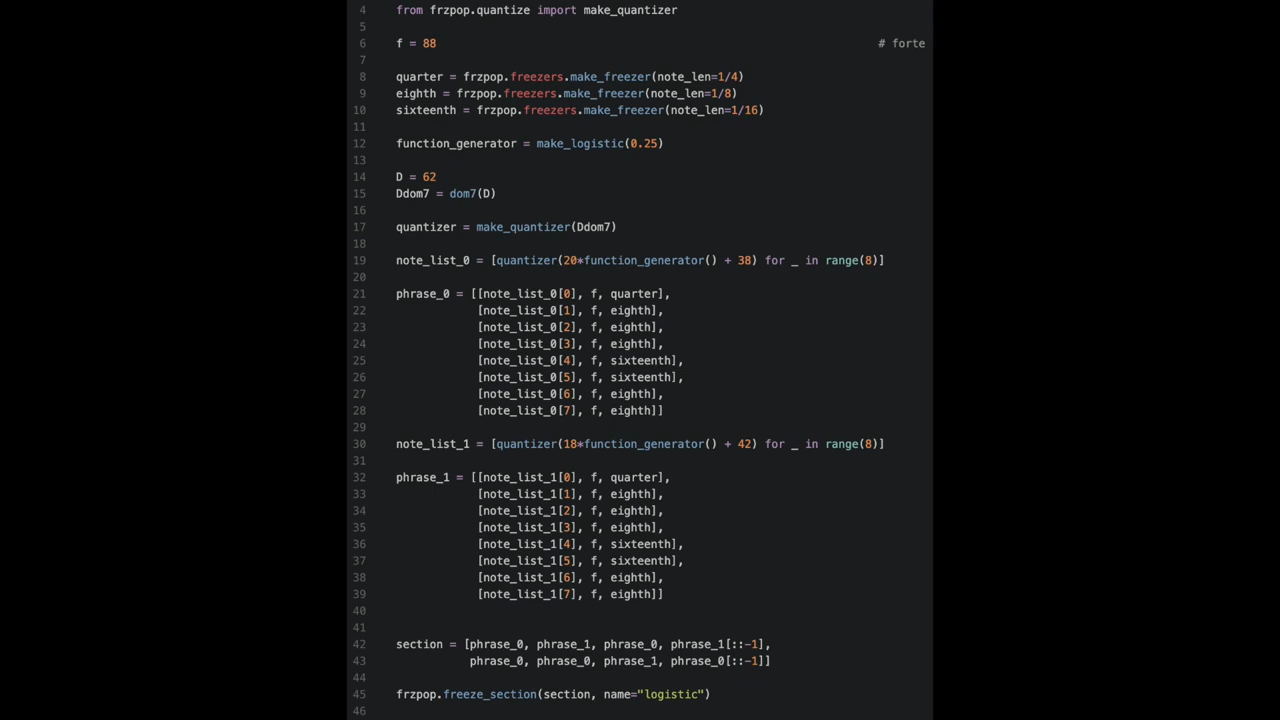 4 from frzpop.quantize import make_quantizer
5
6 f = 88 # forte
7
8 quarter = frzpop.freezers.make_freezer(note_len=1/4)
9 eighth = frzpop.freezers.make_freezer(note_len=1/8)
10 sixteenth = frzpop.freezers.make_freezer(note_len=1/16)
11
12 function_generator = make_logistic(0.25)
13
14 D = 62
15 Ddom7 = dom7(D)
16
17 quantizer = make_quantizer(Ddom7)
18
19 note_list_0 = [quantizer(20*function_generator() + 38) for _ in range(8)]
20
21 phrase_0 = [[note_list_0[0], f, quarter],
22 [note_list_0[1], f, eighth],
23 [note_list_0[2], f, eighth],
24 [note_list_0[3], f, eighth],
25 [note_list_0[4], f, sixteenth],
26 [note_list_0[5], f, sixteenth],
27 [note_list_0[6], f, eighth],
28 [note_list_0[7], f, eighth]]
29
30 note_list_1 = [quantizer(18*function_generator() + 42) for _ in range(8)]
31
32 phrase_1 = [[note_list_1[0], f, quarter],
33 [note_list_1[1], f, eighth],
34 [note_list_1[2], f, eighth],
35 [note_list_1[3], f, eighth],
36 [note_list_1[4], f, sixteenth],
37 [note_list_1[5], f, sixteenth],
38 [note_list_1[6], f, eighth],
39 [note_list_1[7], f, eighth]]
40
41
42 section = [phrase_0, phrase_1, phrase_0, phrase_1[::-1],
43 phrase_0, phrase_0, phrase_1, phrase_0[::-1]]
44
45 frzpop.freeze_section(section, name="logistic")
46